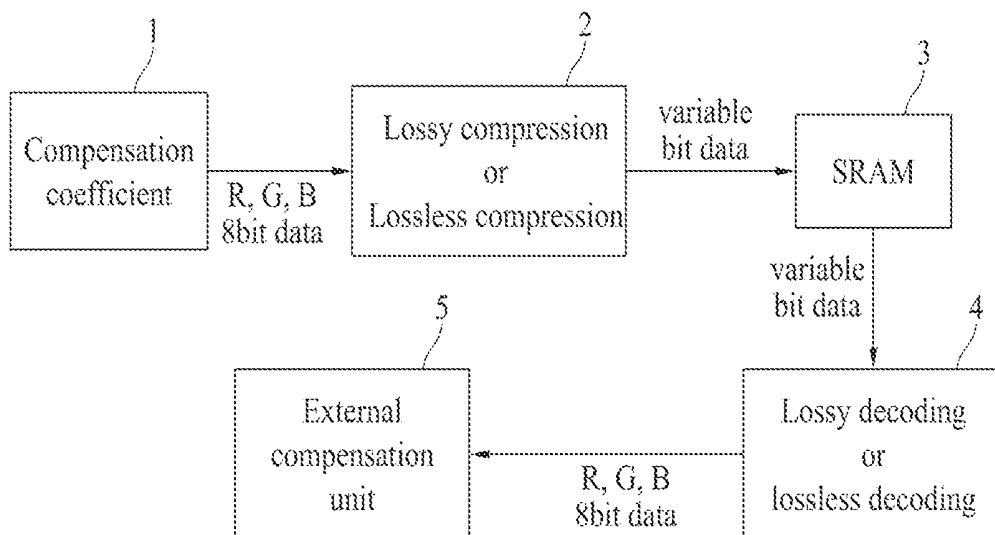 1
Compensation
coefficient
R, G, B
8bit data
2
Lossy compression
or
Lossless compression
variable
bit data
3
SRAM
variable
bit data
4
Lossy decoding
or
lossless decoding
R, G, B
8bit data
5
External
compensation
unit